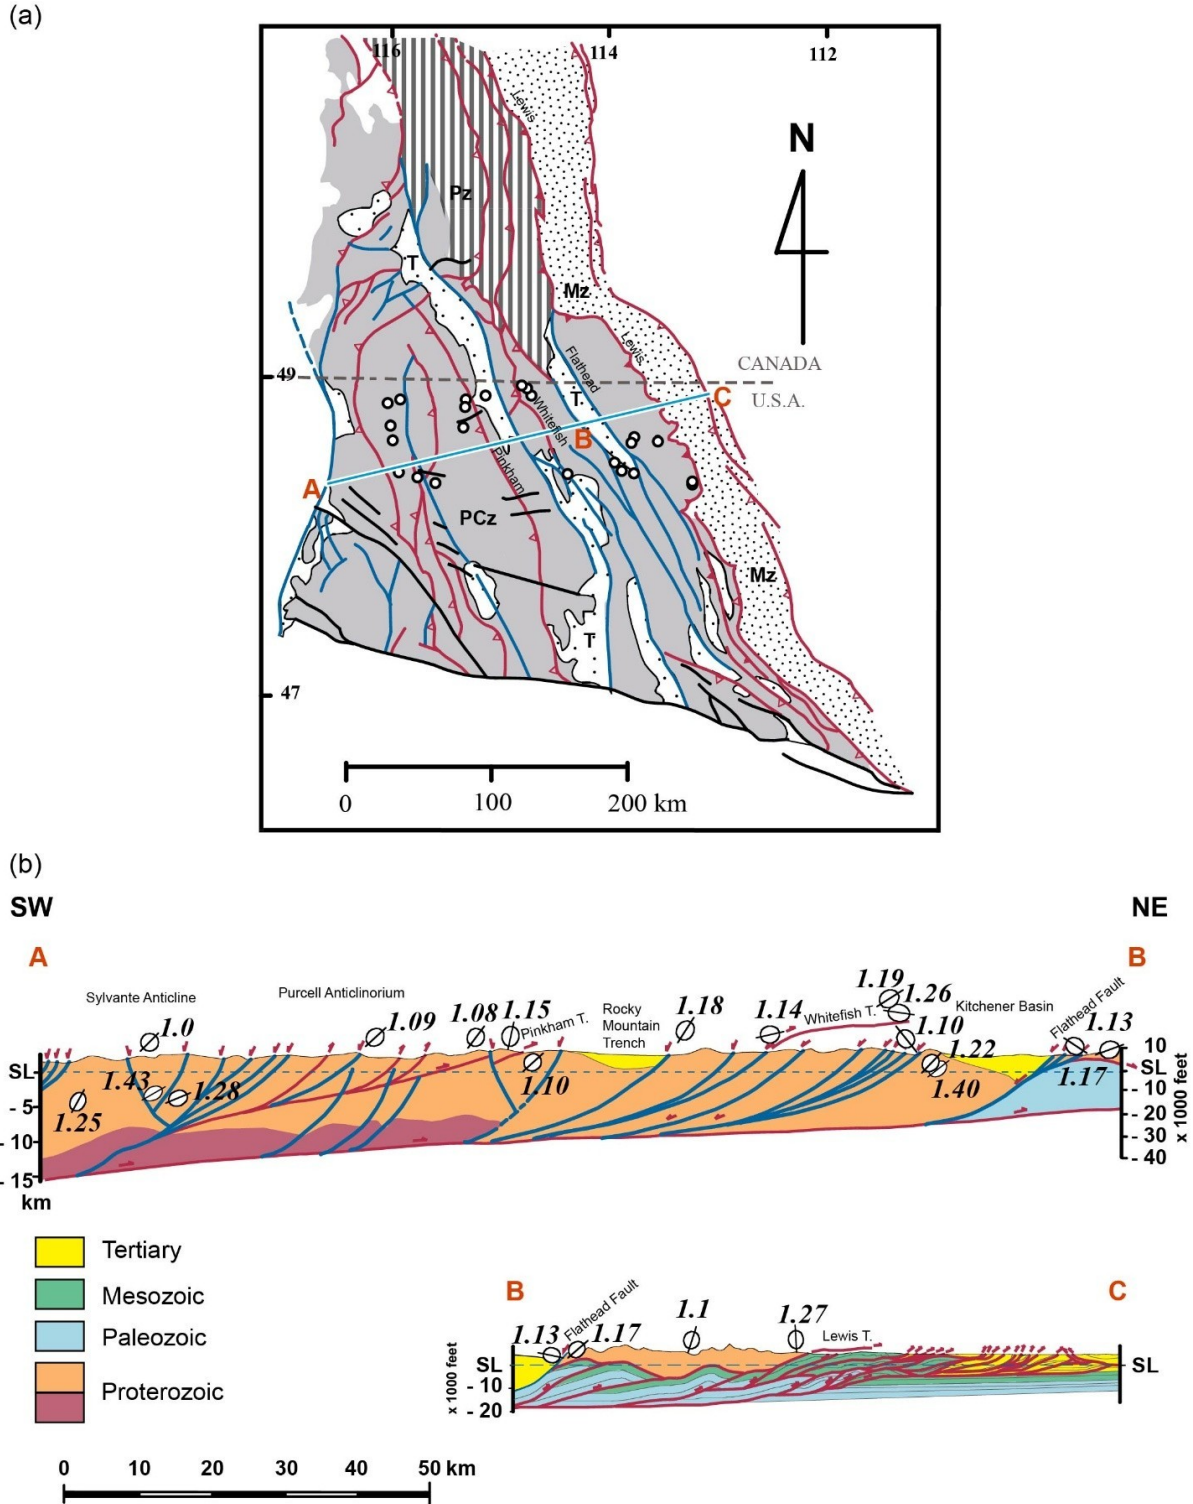 (a)
116
114
112
Lewis
N
Pz
T
Mz
Lewis
Flathead
CANADA
49
U.S.A.
T
C
Whitefish
B
Pinkham
A
PCz
Mz
T
47
0
100
200 km
(b)
SW
NE
A
B
Sylvante Anticline
Purcell Anticlinorium
1.0
1.09
1.08
1.15
Pinkham T.
Rocky
Mountain
Trench
1.18
1.14
1.19
1.26
Whitefish T.
Kitchener Basin
1.10
Flathead Fault
1.13
10
SL
SL
1.43
1.28
1.10
1.22
1.40
1.17
- 10
- 5
1.25
- 20
- 10
- 30
- 40
x 1000 feet
- 15
km
Tertiary
Mesozoic
Paleozoic
Proterozoic
B
C
Flathead Fault
1.13
1.17
1.1
1.27
Lewis T.
SL
SL
- 10
- 20
x 1000 feet
0
10
20
30
40
50 km